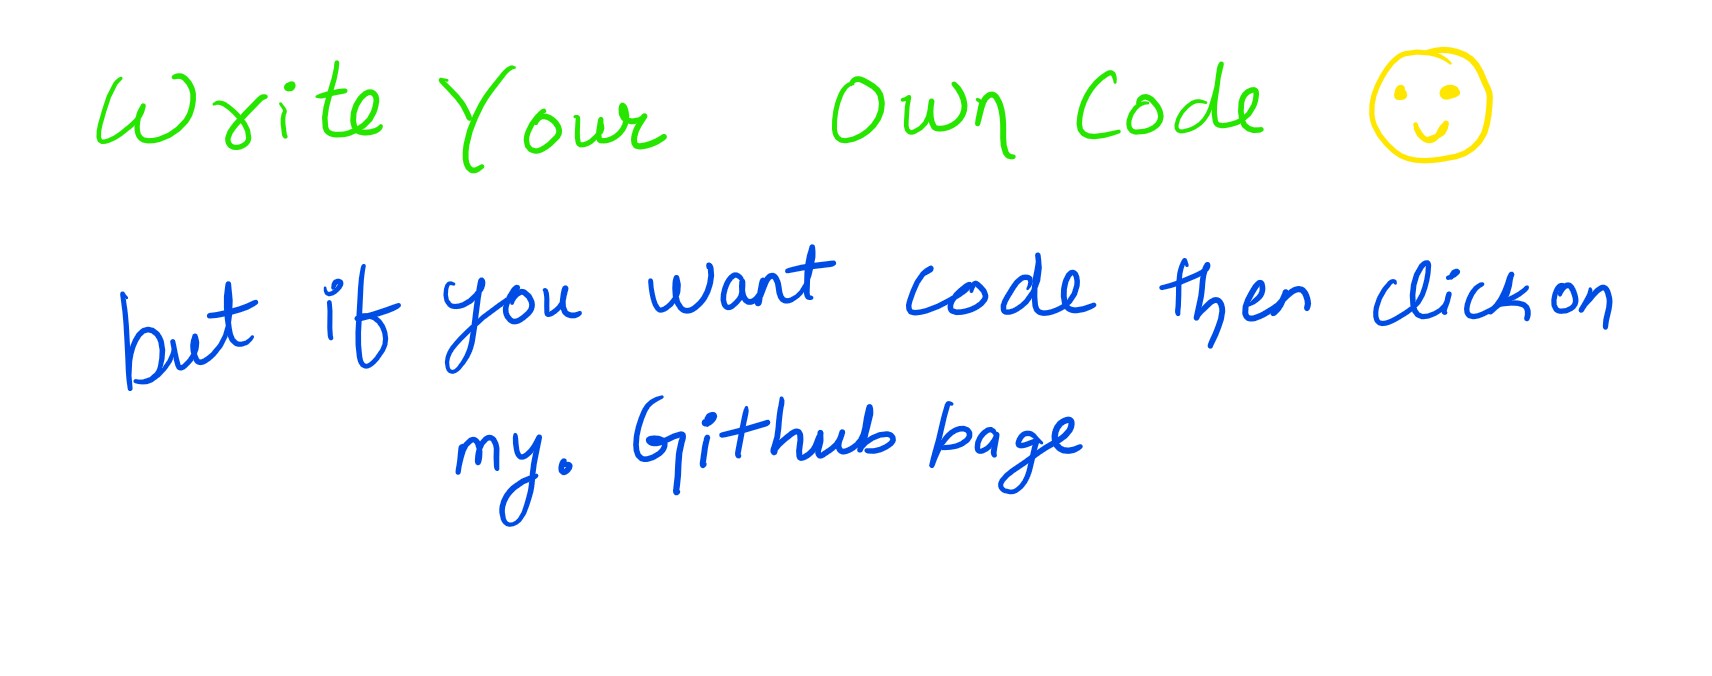 Write Your Own Code
but if you want code then click on
my. Github page